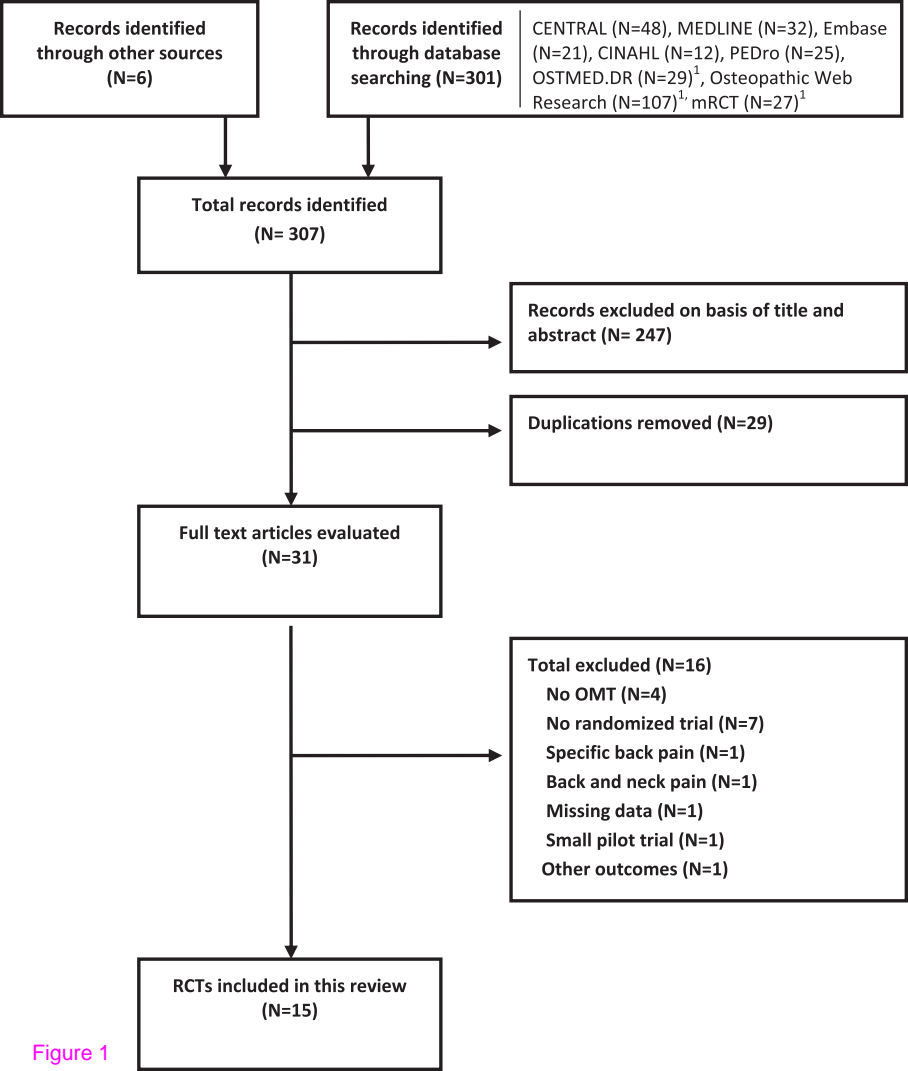 Records identified
through other sources
(N=6)
Records identified
through database
searching (N=301)
CENTRAL (N=48), MEDLINE (N=32), Embase
(N=21), CINAHL (N=12), PEDro (N=25),
OSTMED.DR (N=29)¹, Osteopathic Web
Research (N=107)¹, mRCT (N=27)¹
Total records identified
(N= 307)
Records excluded on basis of title and
abstract (N= 247)
Duplications removed (N=29)
Full text articles evaluated
(N=31)
Total excluded (N=16)
No OMT (N=4)
No randomized trial (N=7)
Specific back pain (N=1)
Back and neck pain (N=1)
Missing data (N=1)
Small pilot trial (N=1)
Other outcomes (N=1)
RCTs included in this review
(N=15)
Figure 1